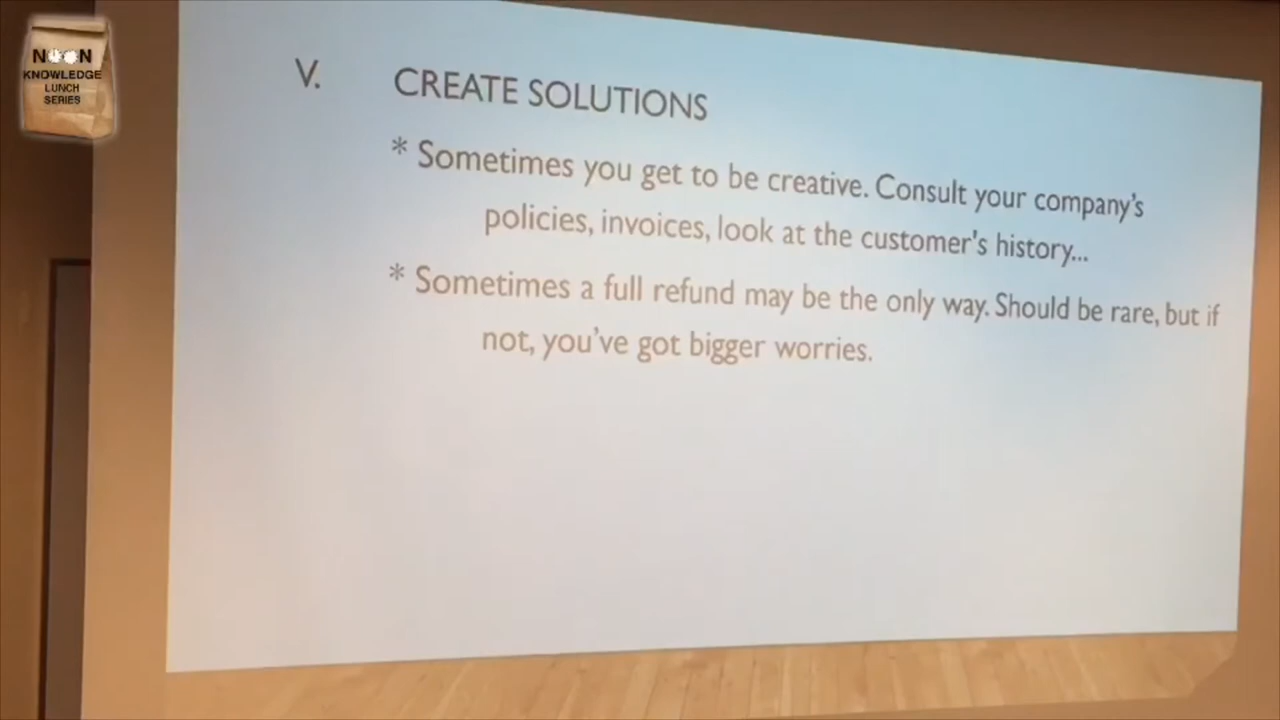 NOON
KNOWLEDGE
LUNCH
SERIES
V. CREATE SOLUTIONS
* Sometimes you get to be creative. Consult your company's
policies, invoices, look at the customer's history...
* Sometimes a full refund may be the only way. Should be rare, but if
not, you've got bigger worries.